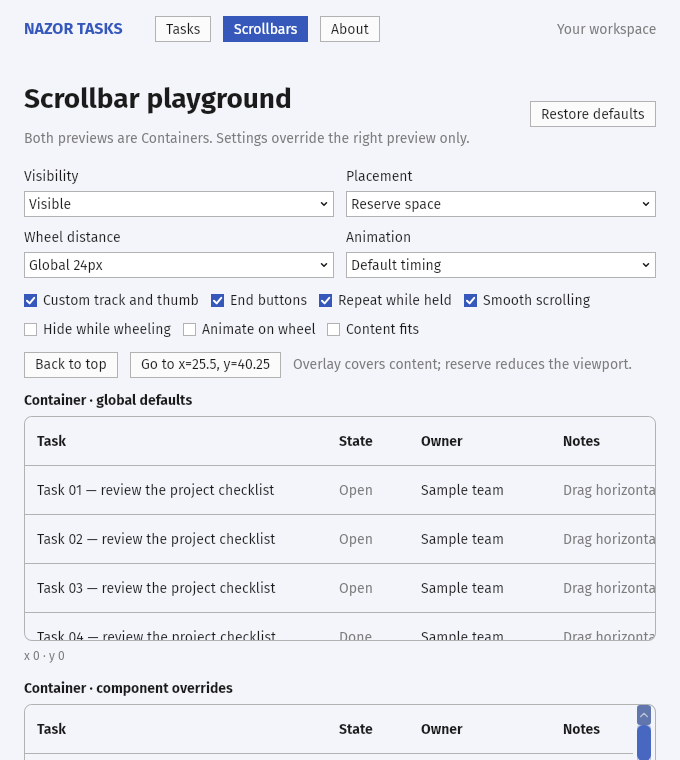 NAZOR TASKS Tasks Scrollbars About Your workspace
Scrollbar playground
Restore defaults
Both previews are Containers. Settings override the right preview only.
Visibility Placement
Visible Reserve space
Wheel distance Animation
Global 24px Default timing
Custom track and thumb End buttons Repeat while held Smooth scrolling
Hide while wheeling Animate on wheel Content fits
Back to top Go to x=25.5, y=40.25 Overlay covers content; reserve reduces the viewport.
Container · global defaults
Task State Owner Notes
Task 01 — review the project checklist Open Sample team Drag horizonta
Task 02 — review the project checklist Open Sample team Drag horizonta
Task 03 — review the project checklist Open Sample team Drag horizonta
Task 04 — review the project checklist Done Sample team Drag horizonta
x 0 · y 0
Container · component overrides
Task State Owner Notes